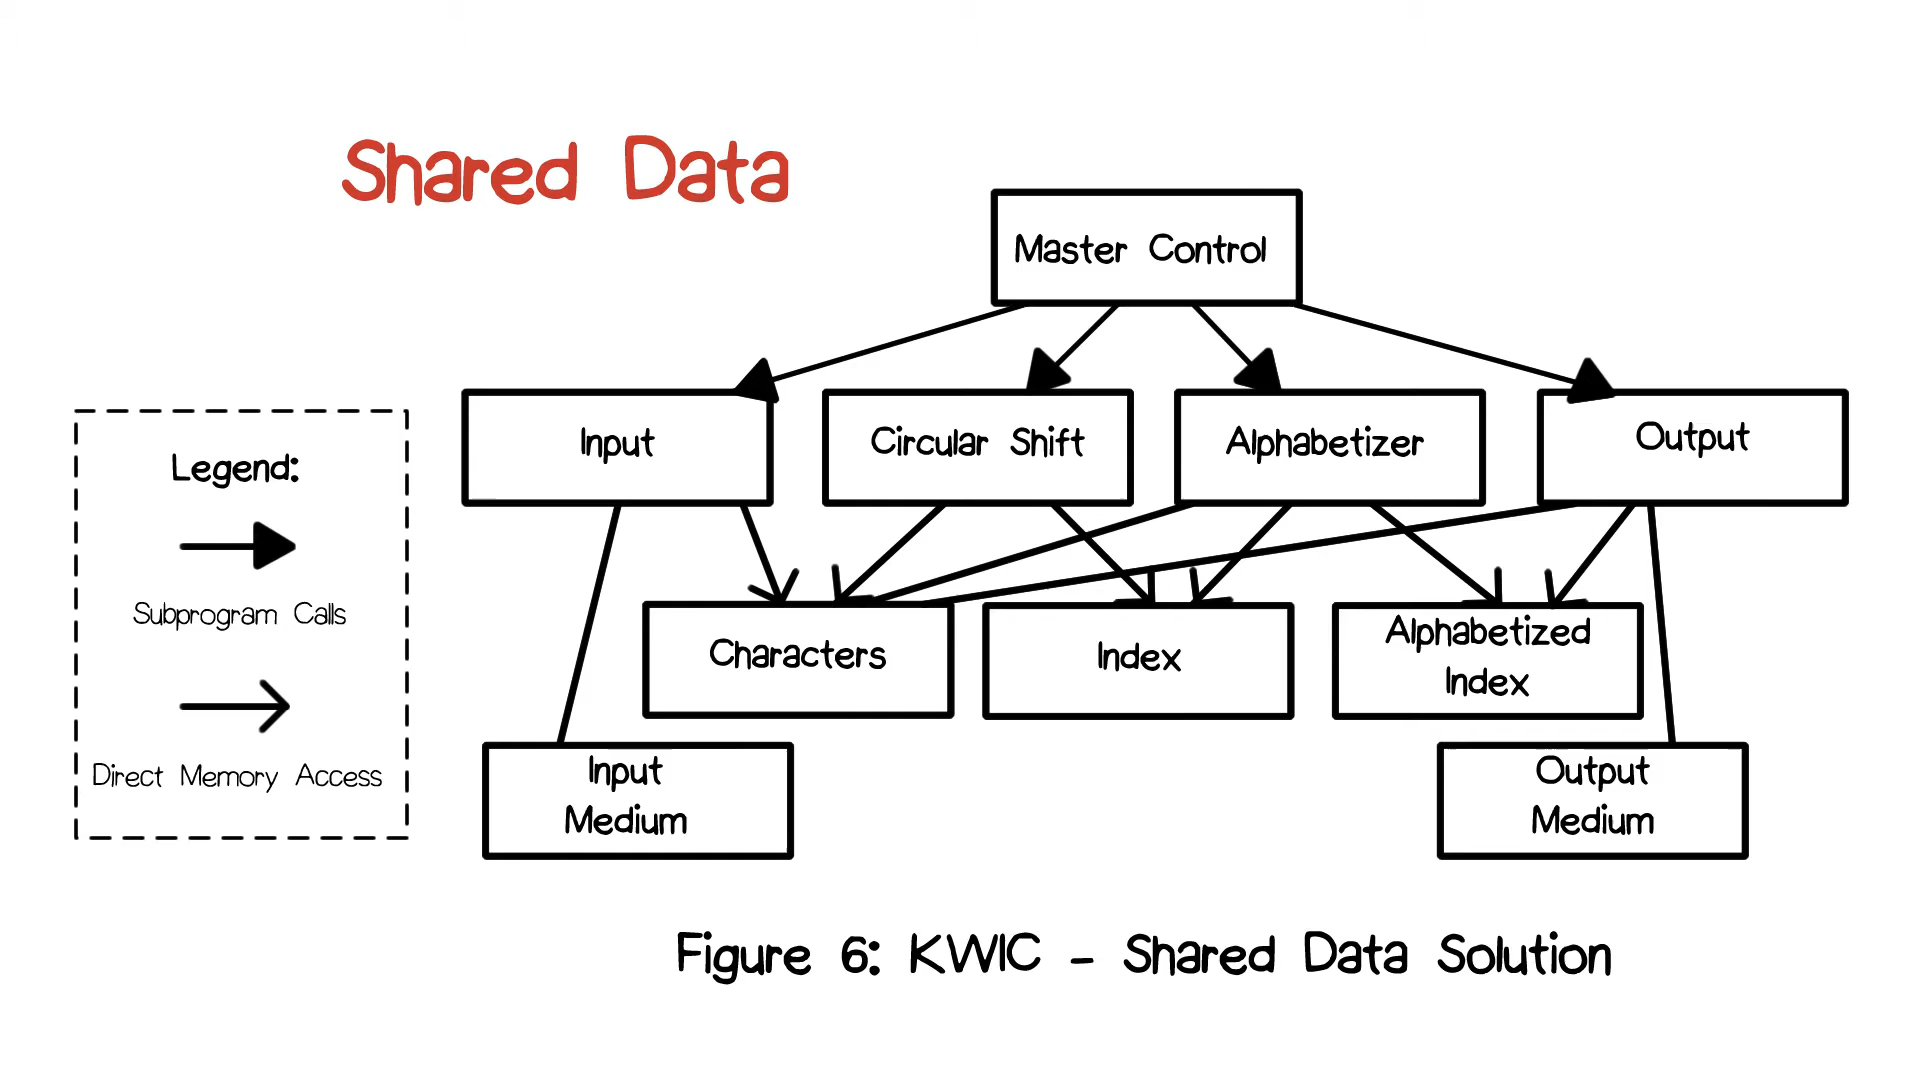 Shared Data
Master Control
Input
Circular Shift
Alphabetizer
Output
Legend:
Subprogram Calls
Direct Memory Access
Characters
Index
Alphabetized
Index
Input
Medium
Output
Medium
Figure 6: KWIC - Shared Data Solution